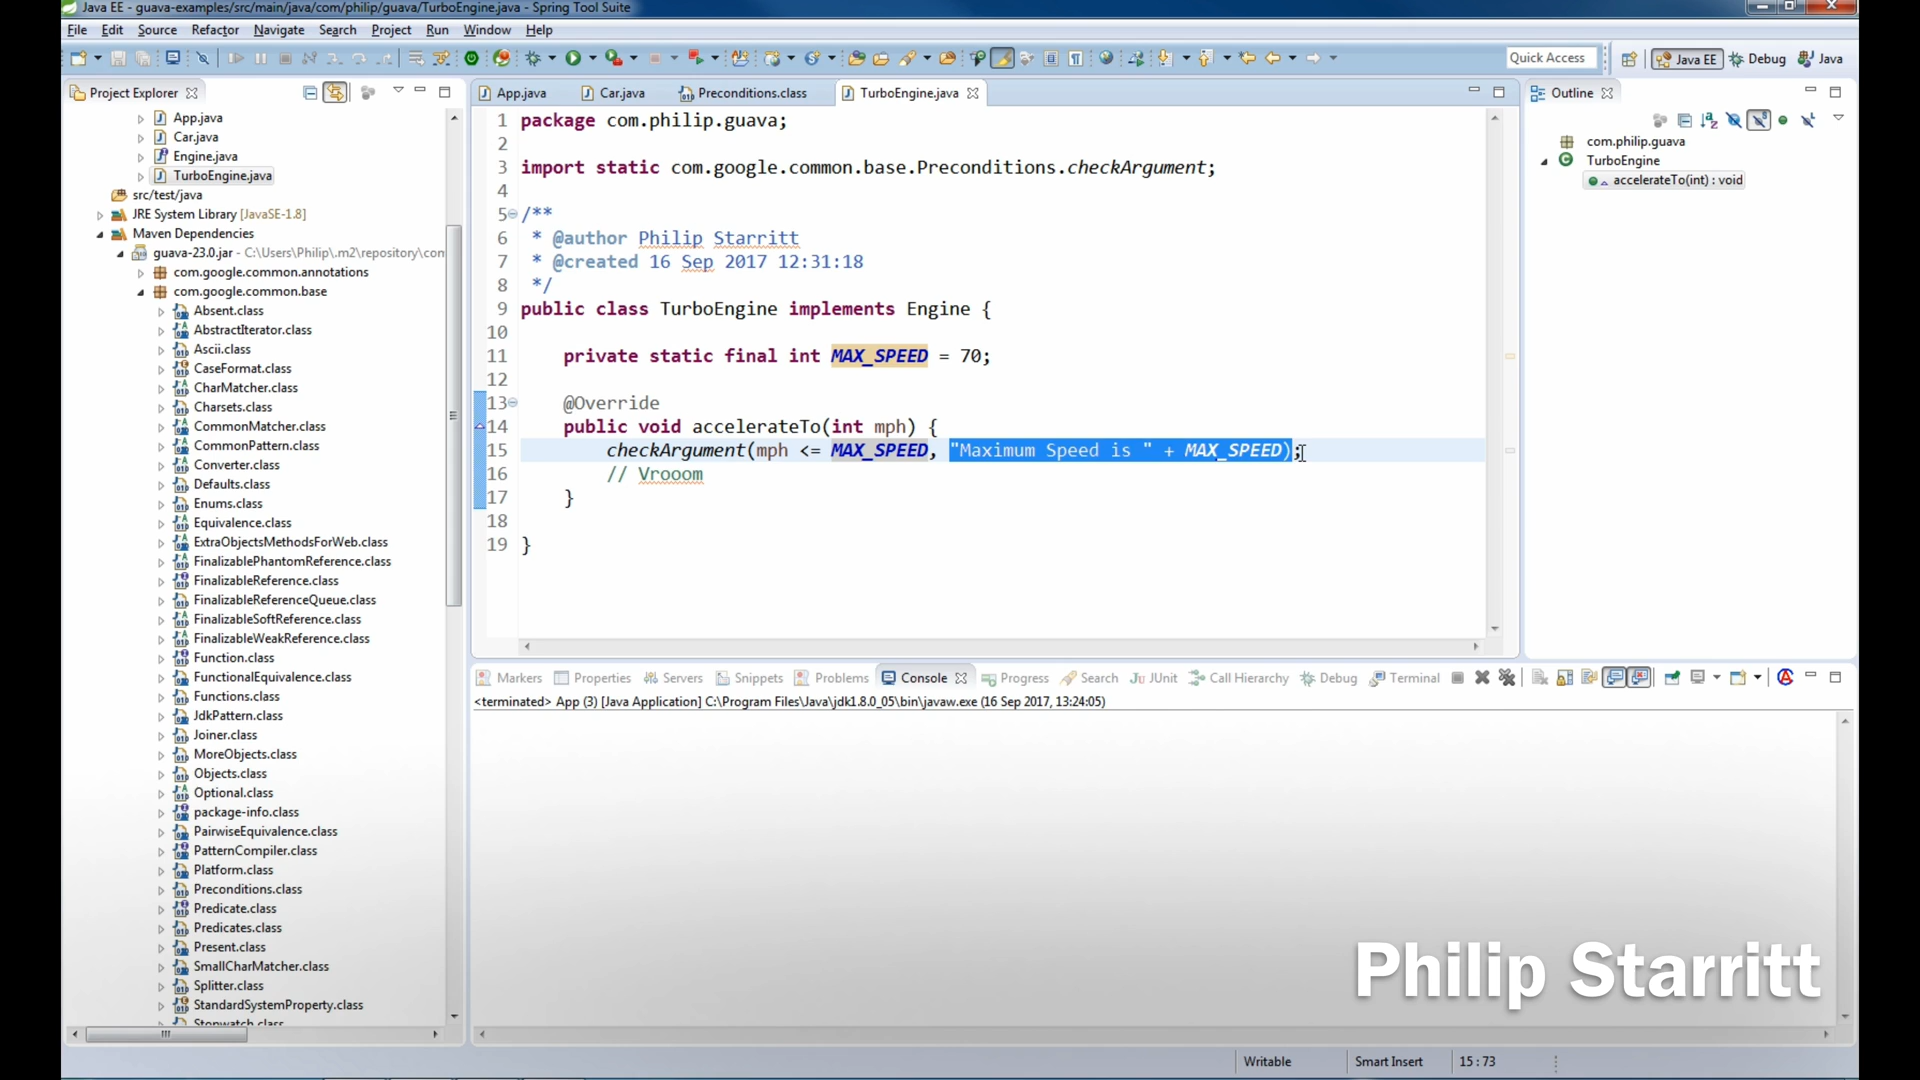 Java EE - guava-examples/src/main/java/com/philip/guava/TurboEngine.java - Spring Tool Suite
File Edit Source Refactor Navigate Search Project Run Window Help
Quick Access
Java EE
Debug
Java
Project Explorer
App.java
Car.java
Engine.java
TurboEngine.java
src/test/java
JRE System Library [JavaSE-1.8]
Maven Dependencies
guava-23.0.jar - C:\Users\Philip\.m2\repository\con
com.google.common.annotations
com.google.common.base
Absent.class
AbstractIterator.class
Ascii.class
CaseFormat.class
CharMatcher.class
Charsets.class
CommonMatcher.class
CommonPattern.class
Converter.class
Defaults.class
Enums.class
Equivalence.class
ExtraObjectsMethodsForWeb.class
FinalizablePhantomReference.class
FinalizableReference.class
FinalizableReferenceQueue.class
FinalizableSoftReference.class
FinalizableWeakReference.class
Function.class
FunctionalEquivalence.class
Functions.class
JdkPattern.class
Joiner.class
MoreObjects.class
Objects.class
Optional.class
package-info.class
PairwiseEquivalence.class
PatternCompiler.class
Platform.class
Preconditions.class
Predicate.class
Predicates.class
Present.class
SmallCharMatcher.class
Splitter.class
StandardSystemProperty.class
Stopwatch.class
App.java Car.java Preconditions.class TurboEngine.java
1 package com.philip.guava;
2
3 import static com.google.common.base.Preconditions.checkArgument;
4
5 /**
6 * @author Philip Starritt
7 * @created 16 Sep 2017 12:31:18
8 */
9 public class TurboEngine implements Engine {
10
11 private static final int MAX_SPEED = 70;
12
13 @Override
14 public void accelerateTo(int mph) {
15 checkArgument(mph <= MAX_SPEED, "Maximum Speed is " + MAX_SPEED);
16 // Vrooom
17 }
18
19 }
Outline
com.philip.guava
TurboEngine
accelerateTo(int) : void
Markers Properties Servers Snippets Problems Console Progress Search JUnit Call Hierarchy Debug Terminal
<terminated> App (3) [Java Application] C:\Program Files\Java\jdk1.8.0_05\bin\javaw.exe (16 Sep 2017, 13:24:05)
Philip Starritt
Writable Smart Insert 15 : 73